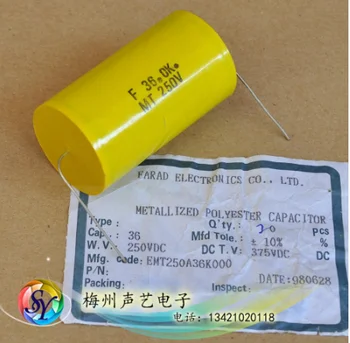 F 36.0K.
MT 250V
FARAD ELECTRONICS CO., LTD.
METALLIZED POLYESTER CAPACITOR
Type : Q'ty.: 30 pcs
Cap.: 36 Mfd Tole.: ± 10%
W.V.: 250VDC DC T.V.: 375VDC DC
Mfg. code: EMT250A36K000
P/N:
Packing: DATE:980628
Inspect:
SY
梅州声艺电子
电话：13421020118